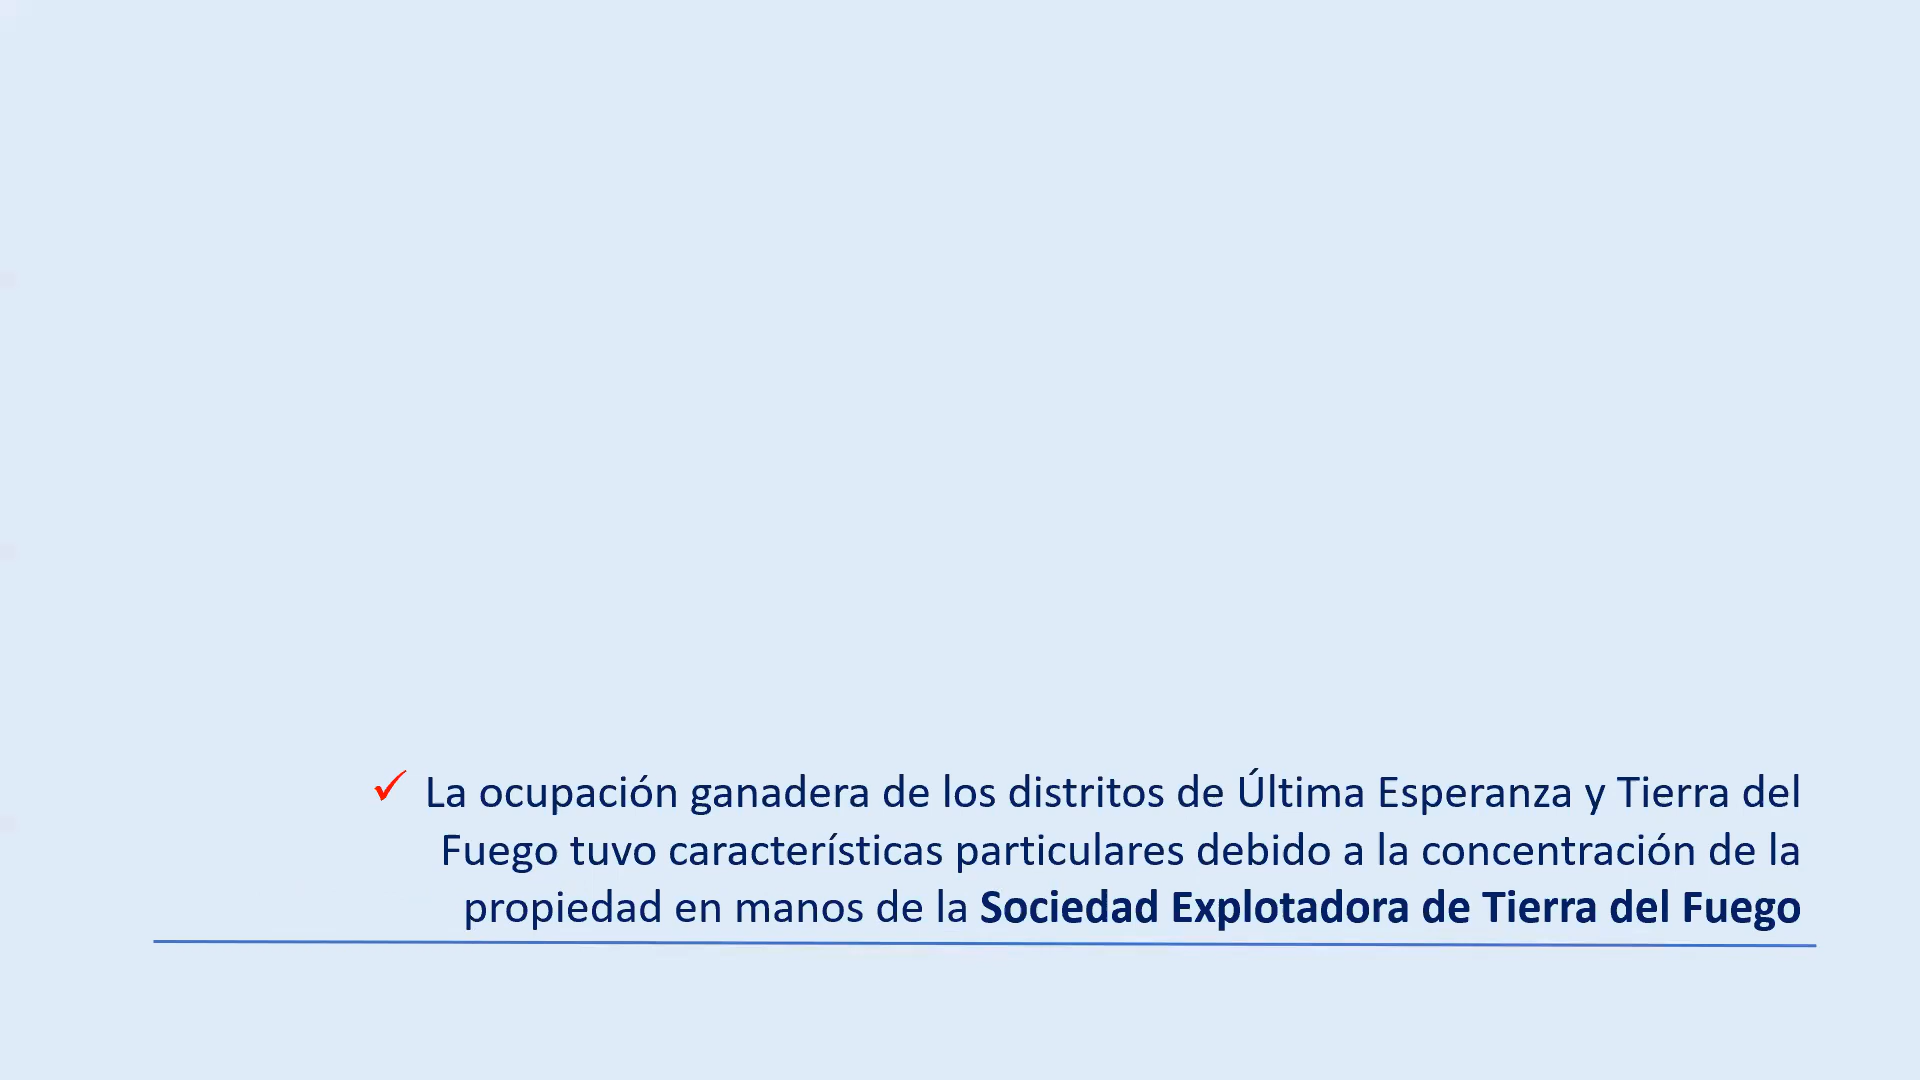 ✓ La ocupación ganadera de los distritos de Última Esperanza y Tierra del
Fuego tuvo características particulares debido a la concentración de la
propiedad en manos de la Sociedad Explotadora de Tierra del Fuego